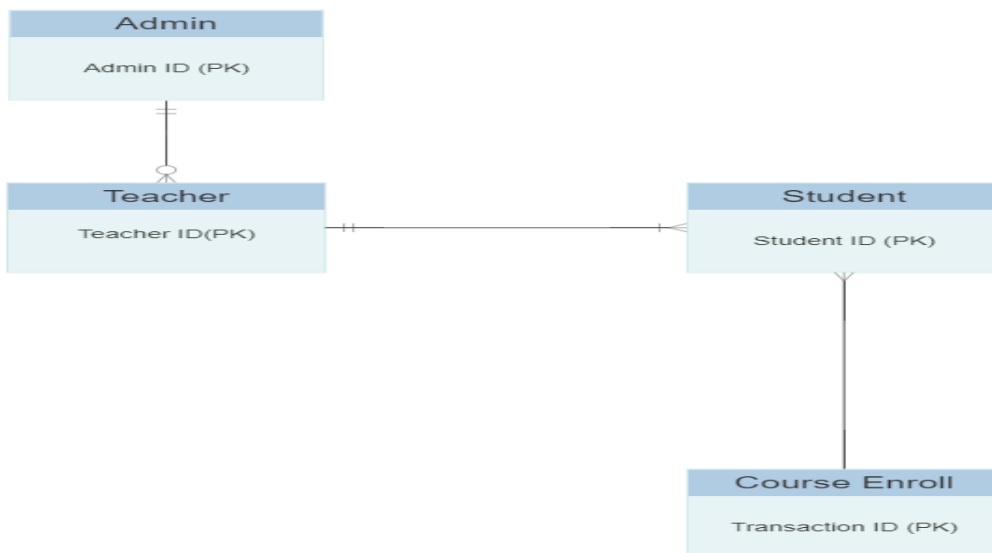 Admin
Admin ID (PK)
Teacher
Teacher ID(PK)
Student
Student ID (PK)
Course Enroll
Transaction ID (PK)